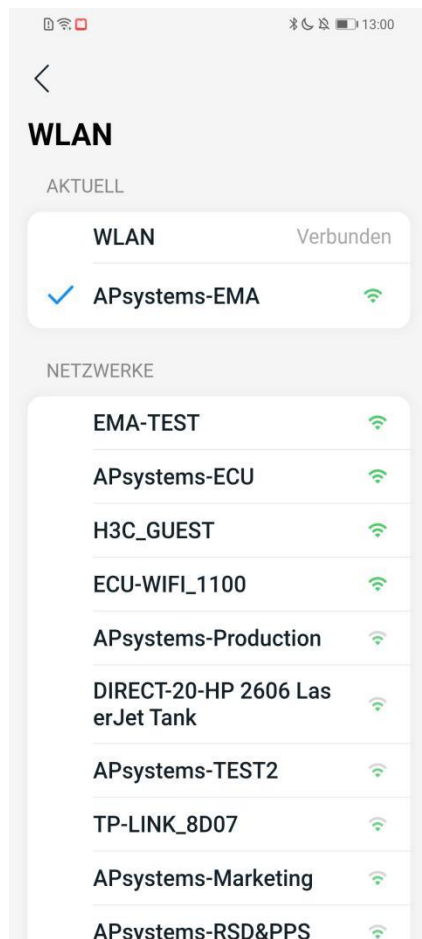 13:00
WLAN
AKTUELL
WLAN Verbunden
APsystems-EMA
NETZWERKE
EMA-TEST
APsystems-ECU
H3C_GUEST
ECU-WIFI_1100
APsystems-Production
DIRECT-20-HP 2606 Las
erJet Tank
APsystems-TEST2
TP-LINK_8D07
APsystems-Marketing
APsystems-RSD&PPS